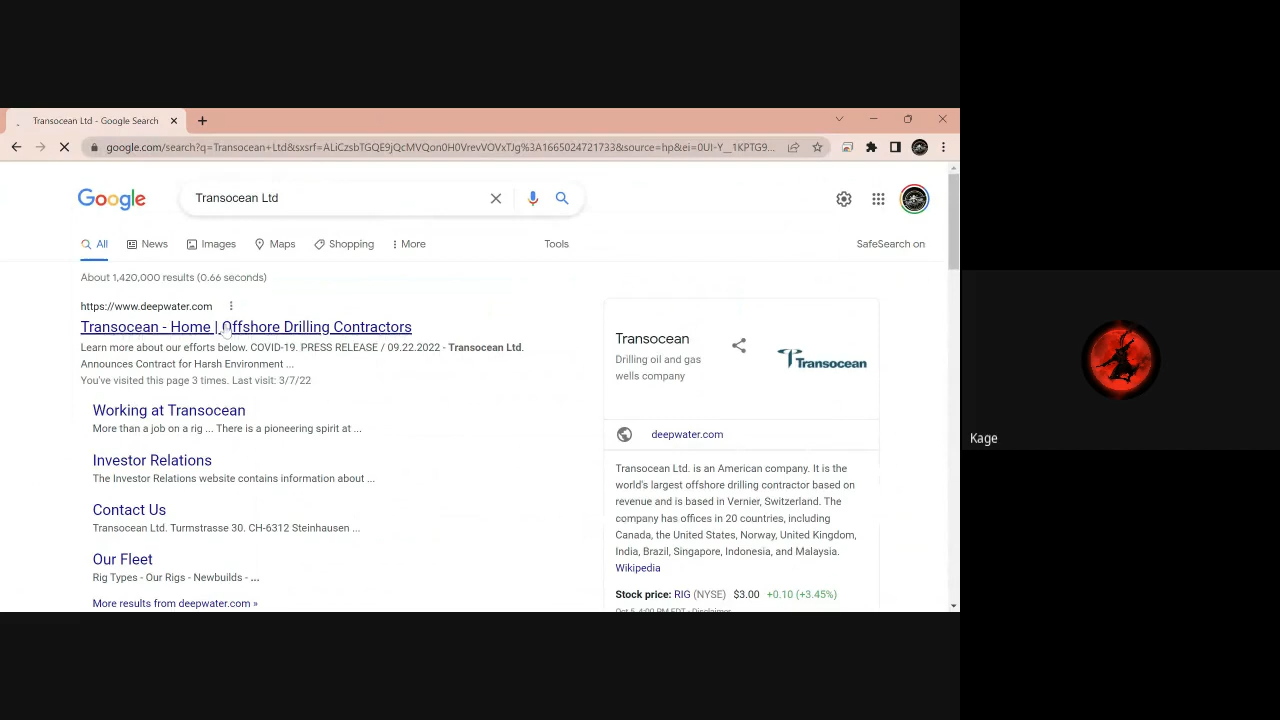 Transocean Ltd - Google Search
google.com/search?q=Transocean+Ltd&sxsrf=ALiCzsbTGQE9jQcMVQon0H0VrevVOVxTJg%3A1665024721733&source=hp&ei=0UI-Y__1KPTG9...
Google
Transocean Ltd
All
News
Images
Maps
Shopping
More
Tools
SafeSearch on
About 1,420,000 results (0.66 seconds)
https://www.deepwater.com
Transocean - Home | Offshore Drilling Contractors
Learn more about our efforts below. COVID-19. PRESS RELEASE / 09.22.2022 - Transocean Ltd.
Announces Contract for Harsh Environment ...
You've visited this page 3 times. Last visit: 3/7/22
Working at Transocean
More than a job on a rig ... There is a pioneering spirit at ...
Investor Relations
The Investor Relations website contains information about ...
Contact Us
Transocean Ltd. Turmstrasse 30. CH-6312 Steinhausen ...
Our Fleet
Rig Types - Our Rigs - Newbuilds - ...
More results from deepwater.com »
Transocean
Drilling oil and gas
wells company
Transocean
deepwater.com
Transocean Ltd. is an American company. It is the
world's largest offshore drilling contractor based on
revenue and is based in Vernier, Switzerland. The
company has offices in 20 countries, including
Canada, the United States, Norway, United Kingdom,
India, Brazil, Singapore, Indonesia, and Malaysia.
Wikipedia
Stock price: RIG (NYSE) $3.00 +0.10 (+3.45%)
Oct 5, 4:00 PM EDT - Disclaimer
Kage